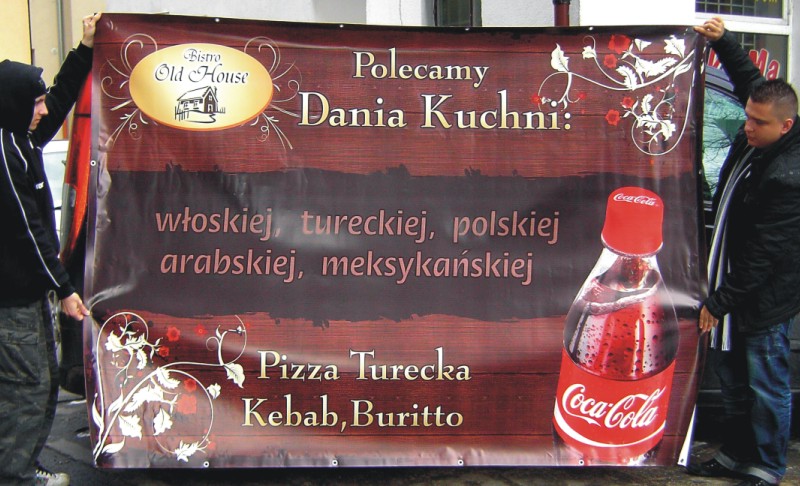 Bistro
Old House
Polecamy
Dania Kuchni:
włoskiej, tureckiej, polskiej
arabskiej, meksykańskiej
Coca-Cola
Pizza Turecka
Kebab, Buritto
Coca-Cola